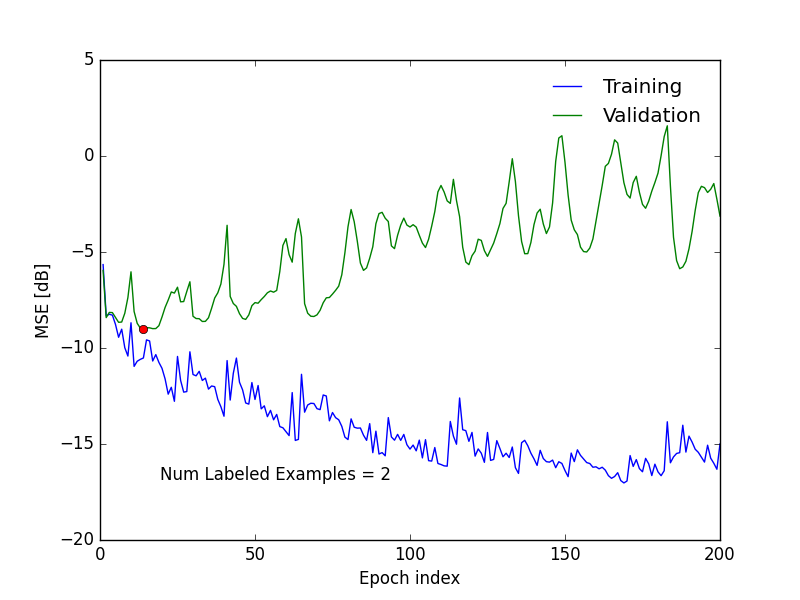 5
0
−5
−10
−15
−20
0
50
100
150
200
MSE [dB]
Epoch index
Training
Validation
Num Labeled Examples = 2